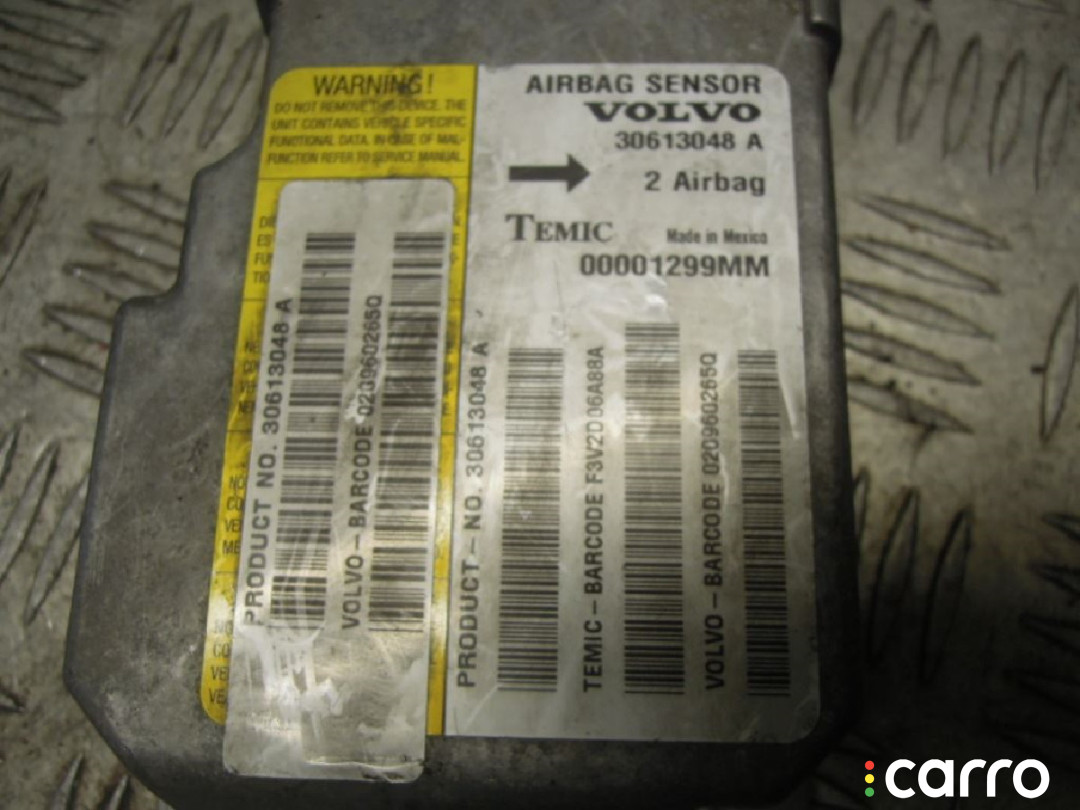 WARNING!
DO NOT REMOVE THIS DEVICE. THE
UNIT CONTAINS VEHICLE SPECIFIC
FUNCTIONAL DATA. IN CASE OF MAL-
FUNCTION REFER TO SERVICE MANUAL.
AIRBAG SENSOR
VOLVO
30613048 A
2 Airbag
TEMIC Made in Mexico
00001299MM
PRODUCT NO. 30613048 A
VOLVO-BARCODE 0209602265Q
PRODUCT-NO. 30613048 A
TEMIC-BARCODE F3V2D06A88A
VOLVO-BARCODE 0209602265Q
carro